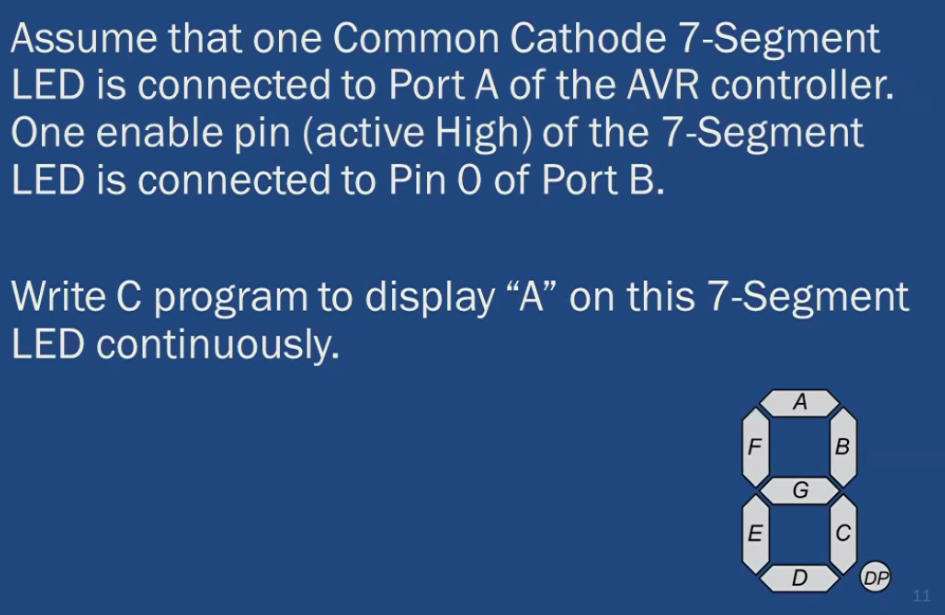 Assume that one Common Cathode 7-Segment
LED is connected to Port A of the AVR controller.
One enable pin (active High) of the 7-Segment
LED is connected to Pin 0 of Port B.
Write C program to display “A” on this 7-Segment
LED continuously.
A
F
B
G
E
C
D
DP
11